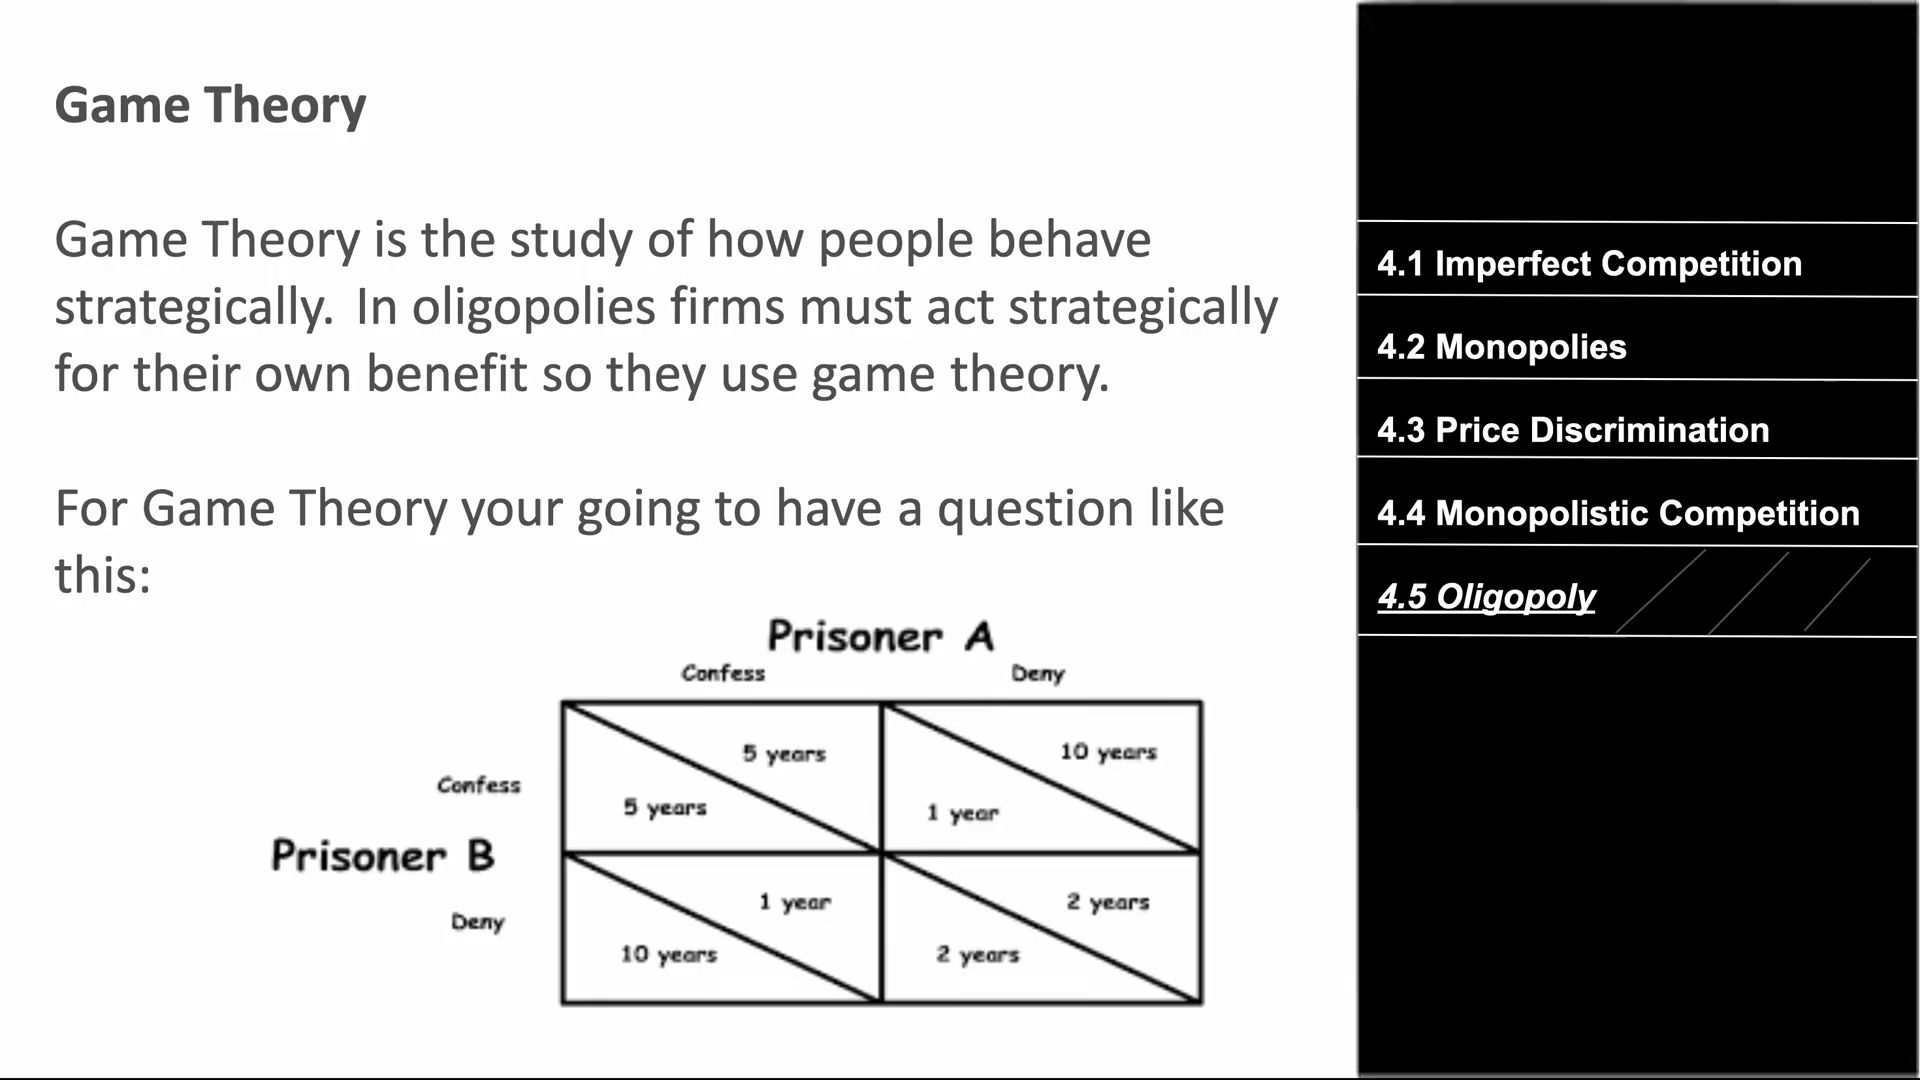 Game Theory
Game Theory is the study of how people behave
strategically. In oligopolies firms must act strategically
for their own benefit so they use game theory.
For Game Theory your going to have a question like
this:
Prisoner A
Confess Deny
5 years 10 years
Confess
5 years 1 year
Prisoner B
1 year 2 years
Deny
10 years 2 years
4.1 Imperfect Competition
4.2 Monopolies
4.3 Price Discrimination
4.4 Monopolistic Competition
4.5 Oligopoly